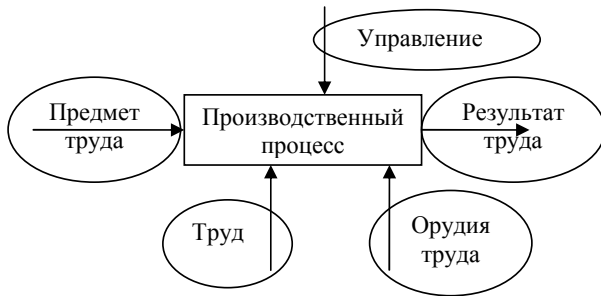 Управление
Предмет
труда
Производственный
процесс
Результат
труда
Труд
Орудия
труда